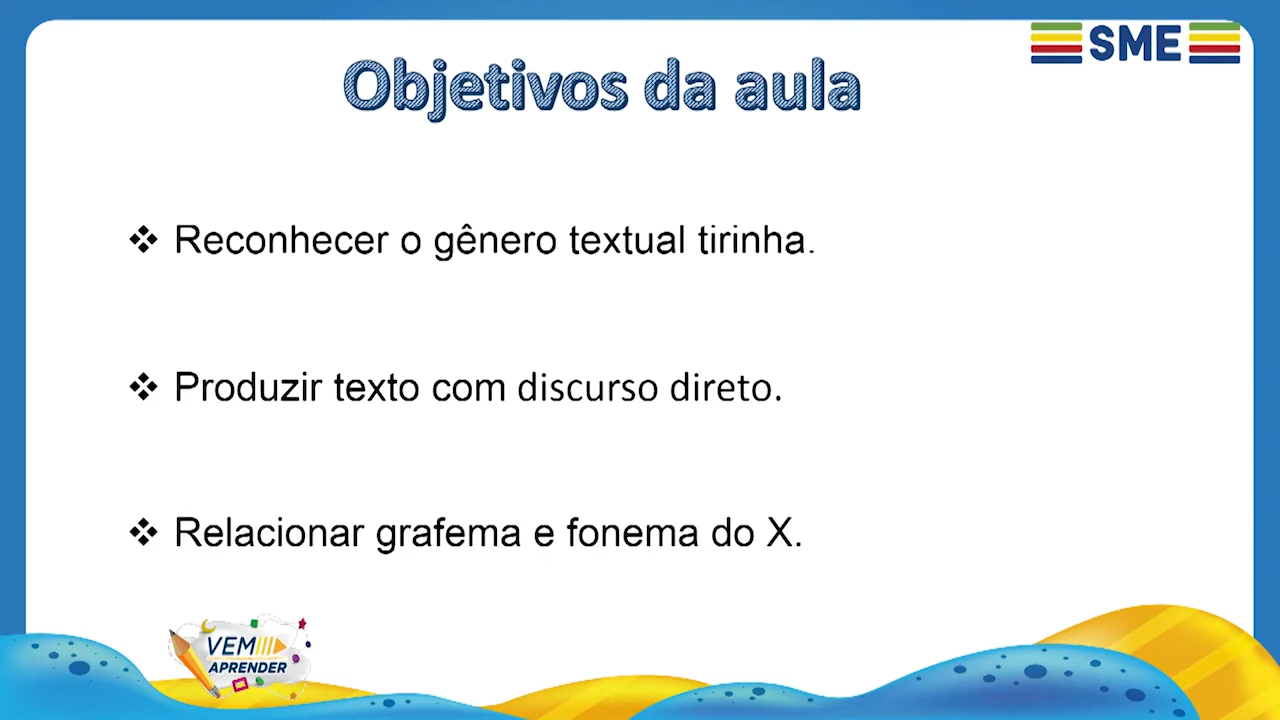 SME
Objetivos da aula
❖ Reconhecer o gênero textual tirinha.
❖ Produzir texto com discurso direto.
❖ Relacionar grafema e fonema do X.
VEM
APRENDER